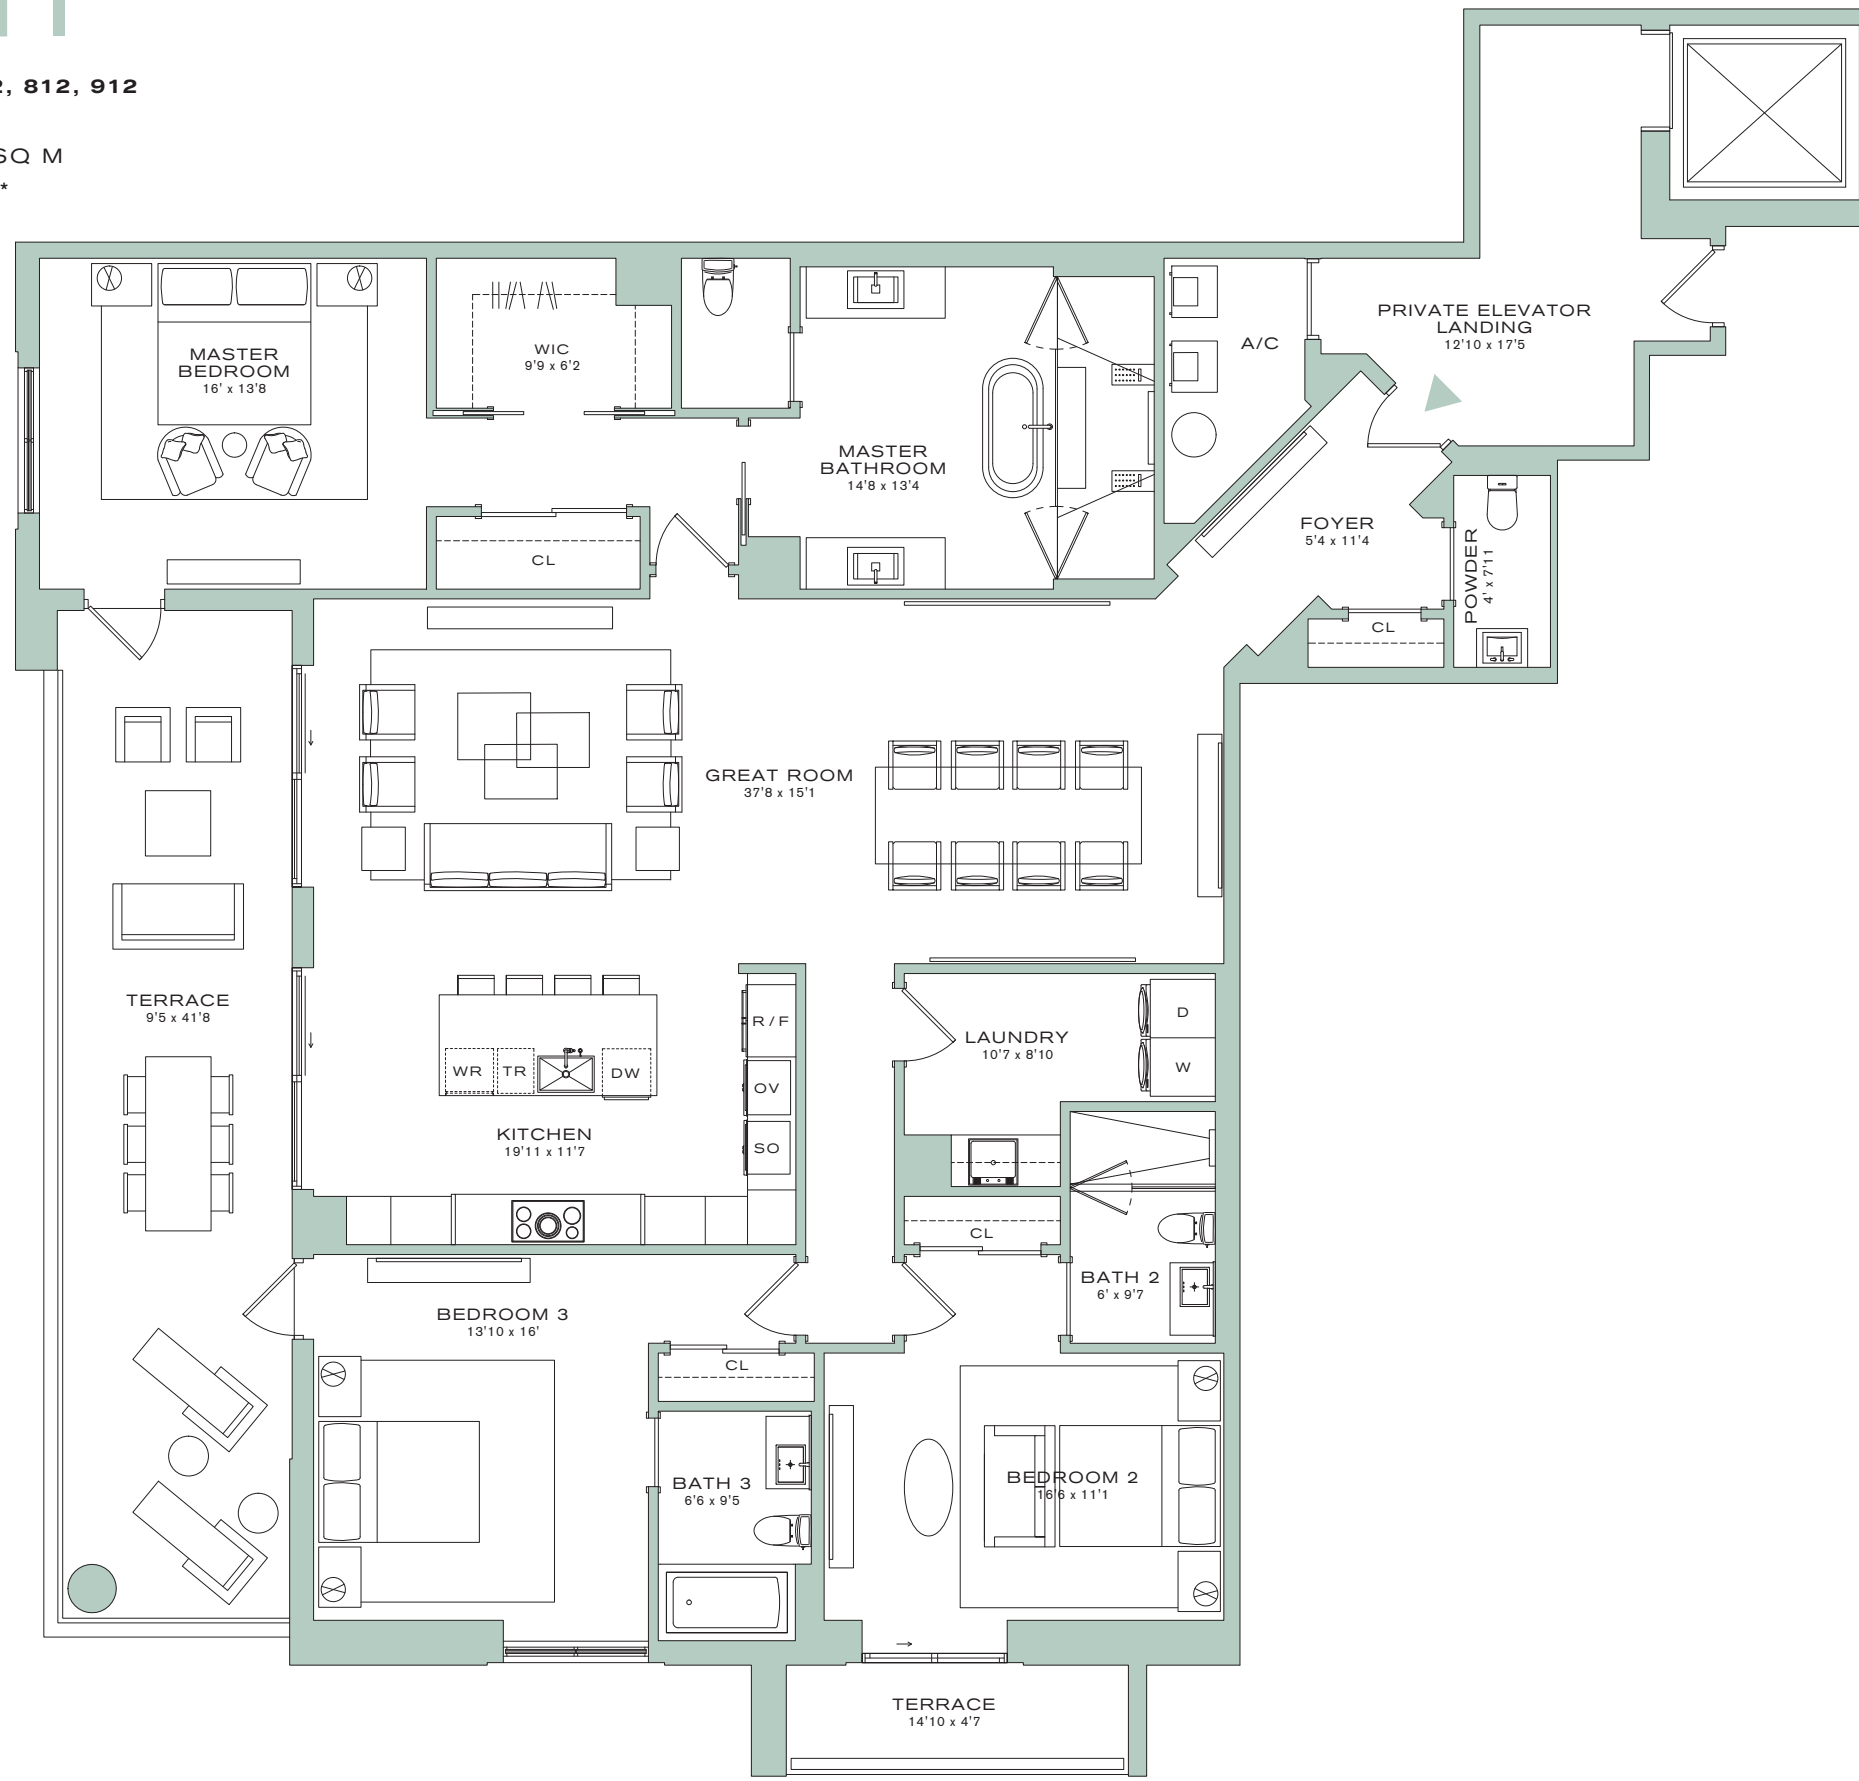 812, 912
SQ M
*
PRIVATE ELEVATOR
LANDING
12'10 x 17'5
MASTER
BEDROOM
16' x 13'8
WIC
9'9 x 6'2
A/C
MASTER
BATHROOM
14'8 x 13'4
FOYER
5'4 x 11'4
POWDER
4' x 7'11
CL
CL
GREAT ROOM
37'8 x 15'1
TERRACE
9'5 x 41'8
R/F
WR
TR
DW
OV
SO
KITCHEN
19'11 x 11'7
LAUNDRY
10'7 x 8'10
D
W
CL
BATH 2
6' x 9'7
BEDROOM 3
13'10 x 16'
CL
BATH 3
6'6 x 9'5
BEDROOM 2
16'6 x 11'1
TERRACE
14'10 x 4'7